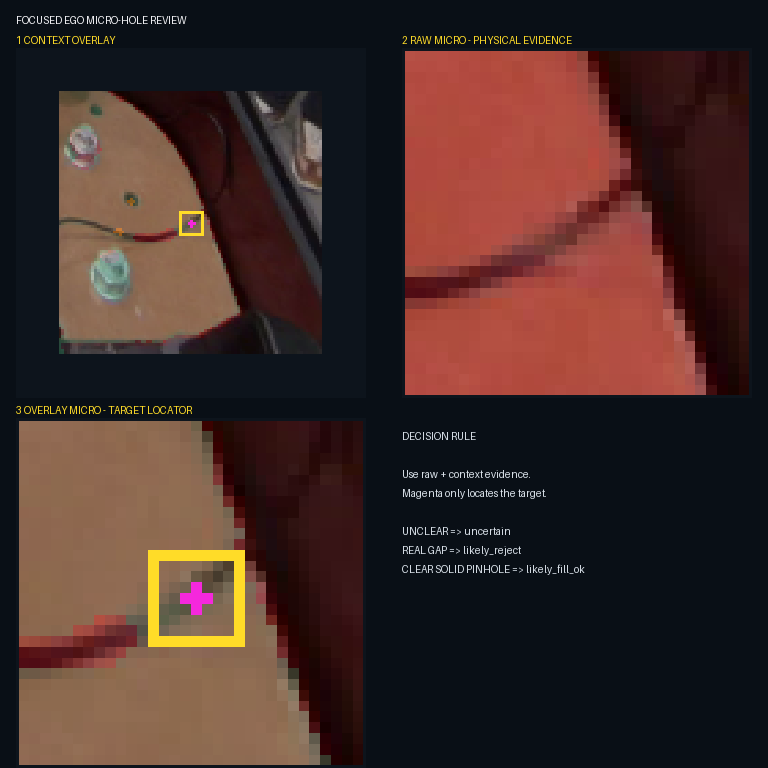 FOCUSED EGO MICRO-HOLE REVIEW
1 CONTEXT OVERLAY
2 RAW MICRO - PHYSICAL EVIDENCE
3 OVERLAY MICRO - TARGET LOCATOR
DECISION RULE
Use raw + context evidence.
Magenta only locates the target.
UNCLEAR => uncertain
REAL GAP => likely_reject
CLEAR SOLID PINHOLE => likely_fill_ok